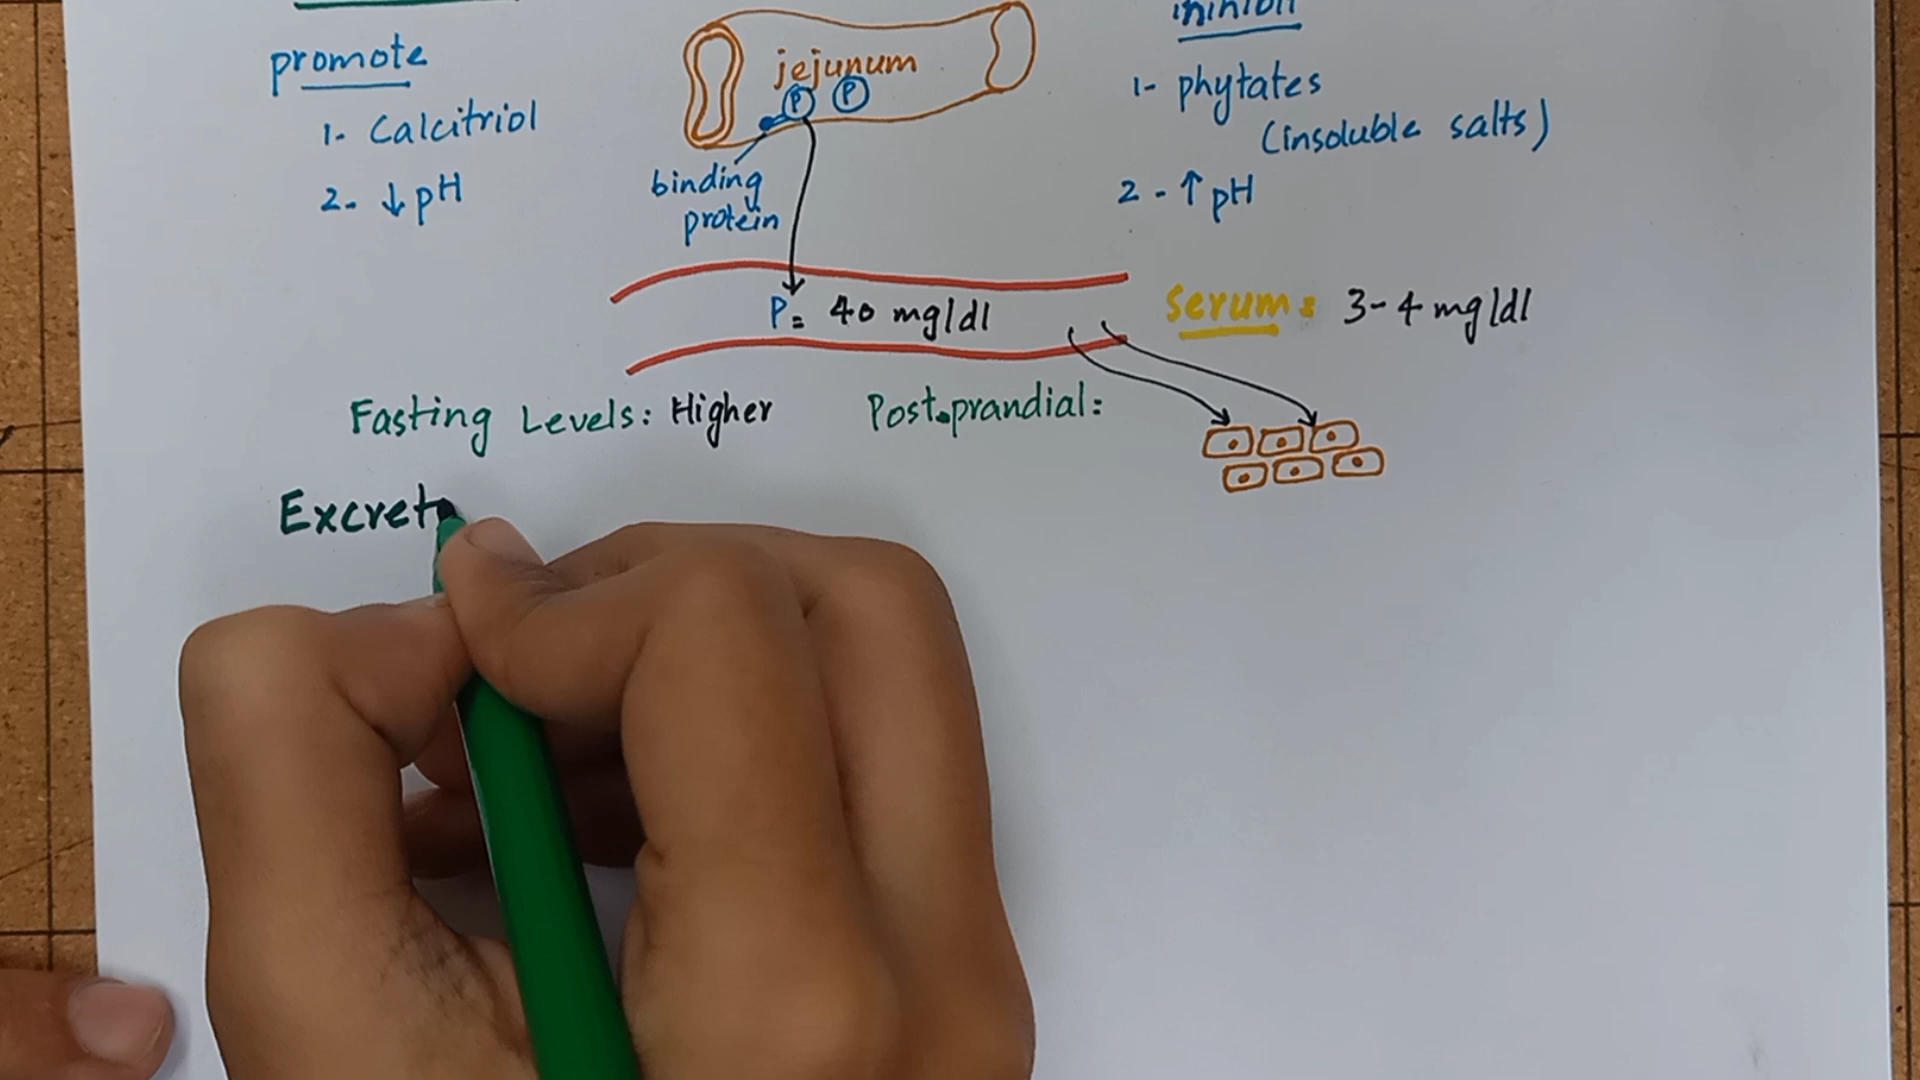 promote
1- Calcitriol
2- ↓ pH
jejunum
P P
binding
protein
1- phytates
(insoluble salts)
2 - ↑ pH
P= 40 mg/dl
Serum: 3-4 mg/dl
Fasting Levels: Higher
Post.prandial:
Excret